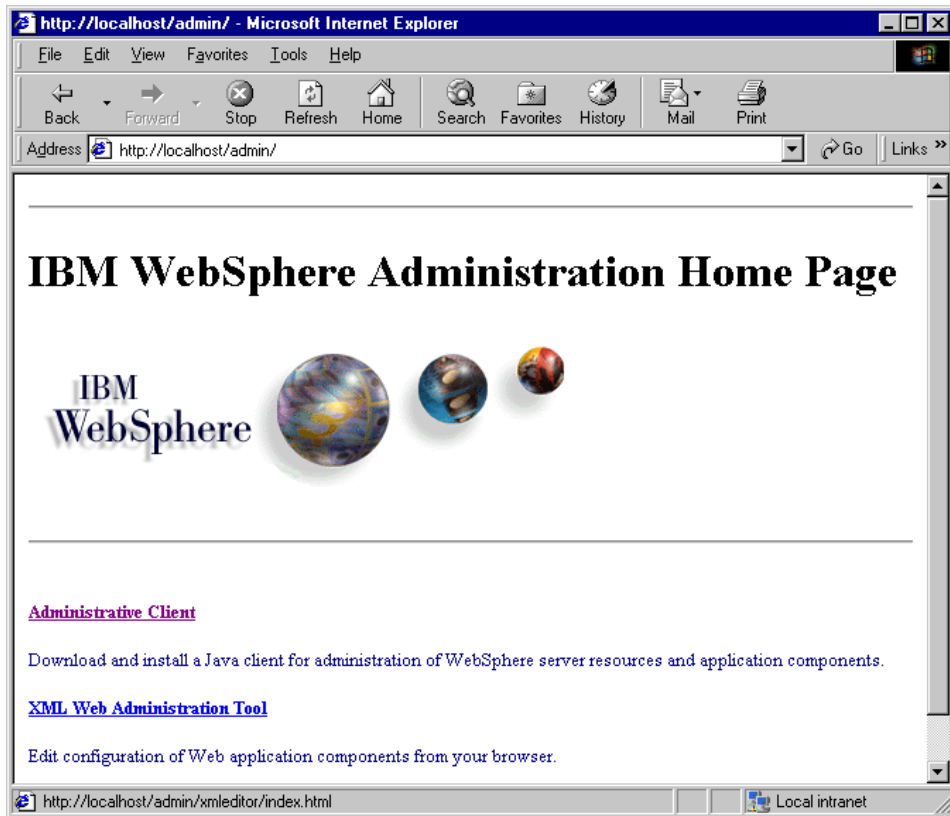 http://localhost/admin/ - Microsoft Internet Explorer
File Edit View Favorites Tools Help
Back Forward Stop Refresh Home Search Favorites History Mail Print
Address http://localhost/admin/ Go Links »
IBM WebSphere Administration Home Page
IBM
WebSphere
Administrative Client
Download and install a Java client for administration of WebSphere server resources and application components.
XML Web Administration Tool
Edit configuration of Web application components from your browser.
http://localhost/admin/xmleditor/index.html Local intranet